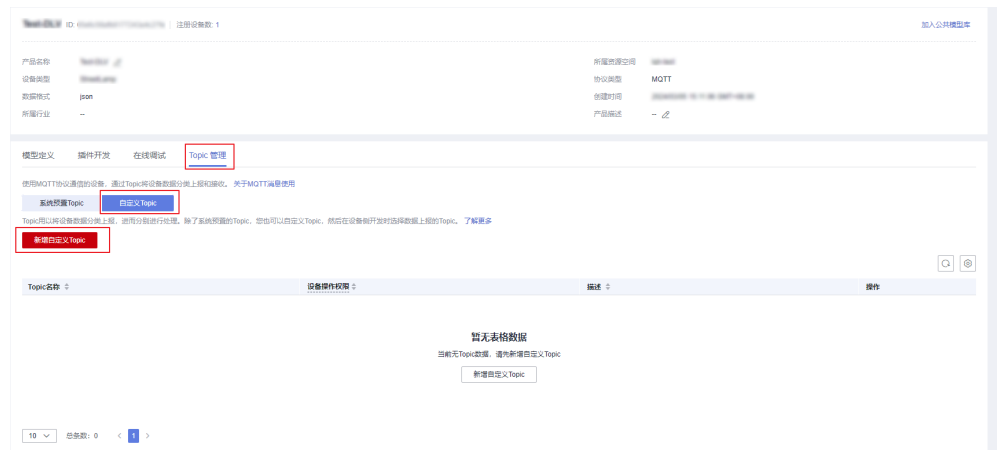 ID 注册设备数: 1 加入公共模型库
产品名称 所属资源空间
设备类型 协议类型 MQTT
数据格式 json 创建时间
所属行业 -- 产品描述 --
模型定义 插件开发 在线调试 Topic 管理
使用MQTT协议通信的设备，通过Topic将设备数据分类上报和接收。 关于MQTT消息使用
系统预置Topic 自定义Topic
Topic用以将设备数据分类上报，进而分别进行处理。除了系统预置的Topic，您也可以自定义Topic，然后在设备侧开发时选择数据上报的Topic。 了解更多
新增自定义Topic
Topic名称 设备操作权限 描述 操作
暂无表格数据
当前无Topic数据，请先新增自定义Topic
新增自定义Topic
10 总条数: 0 < 1 >